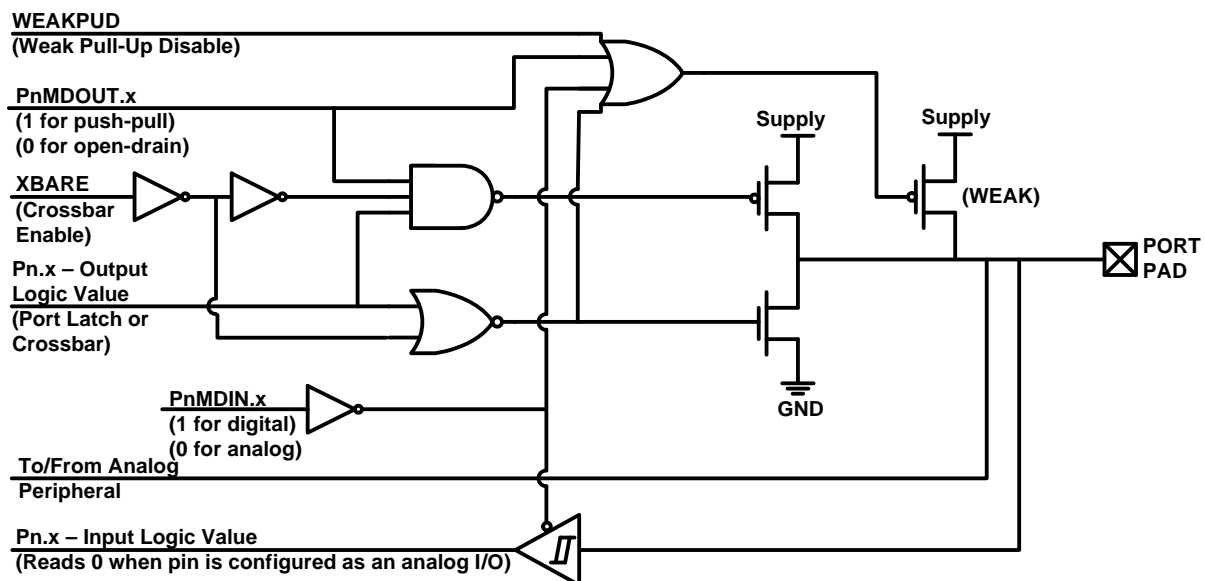 WEAKPUD
(Weak Pull-Up Disable)
PnMDOUT.x
(1 for push-pull)
(0 for open-drain)
XBARE
(Crossbar
Enable)
Pn.x – Output
Logic Value
(Port Latch or
Crossbar)
PnMDIN.x
(1 for digital)
(0 for analog)
To/From Analog
Peripheral
Pn.x – Input Logic Value
(Reads 0 when pin is configured as an analog I/O)
Supply
Supply
(WEAK)
PORT
PAD
GND